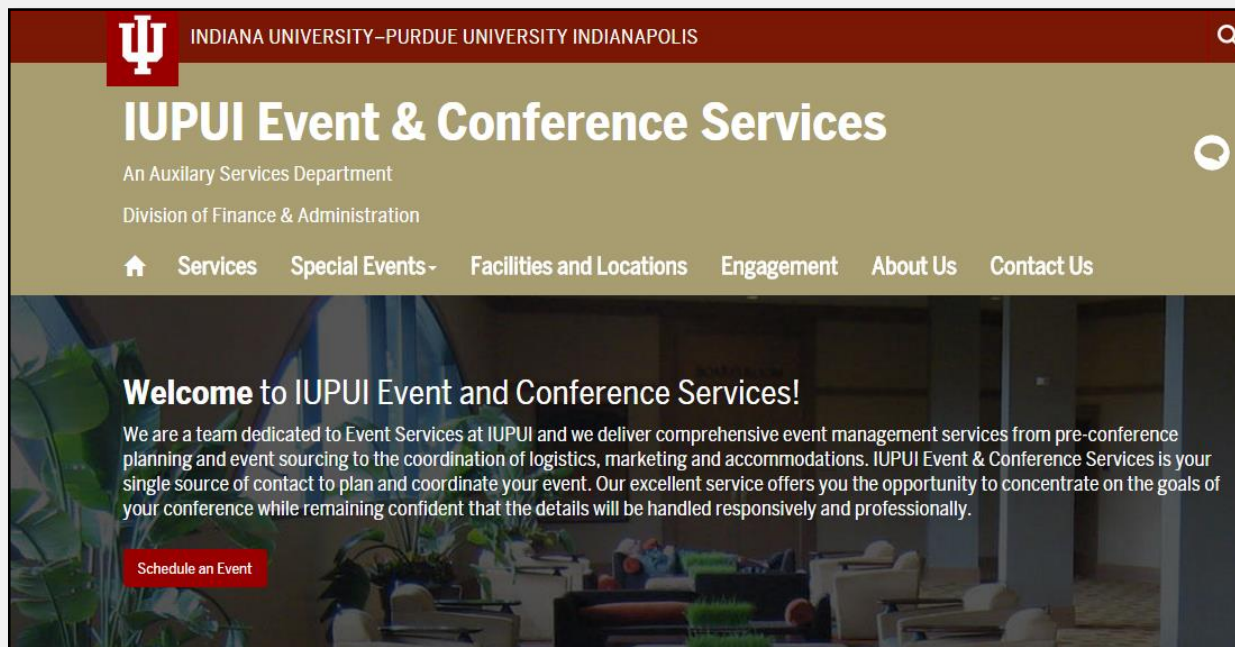 INDIANA UNIVERSITY–PURDUE UNIVERSITY INDIANAPOLIS
IUPUI Event & Conference Services
An Auxilary Services Department
Division of Finance & Administration
Services Special Events Facilities and Locations Engagement About Us Contact Us
Welcome to IUPUI Event and Conference Services!
We are a team dedicated to Event Services at IUPUI and we deliver comprehensive event management services from pre-conference
planning and event sourcing to the coordination of logistics, marketing and accommodations. IUPUI Event & Conference Services is your
single source of contact to plan and coordinate your event. Our excellent service offers you the opportunity to concentrate on the goals of
your conference while remaining confident that the details will be handled responsively and professionally.
Schedule an Event